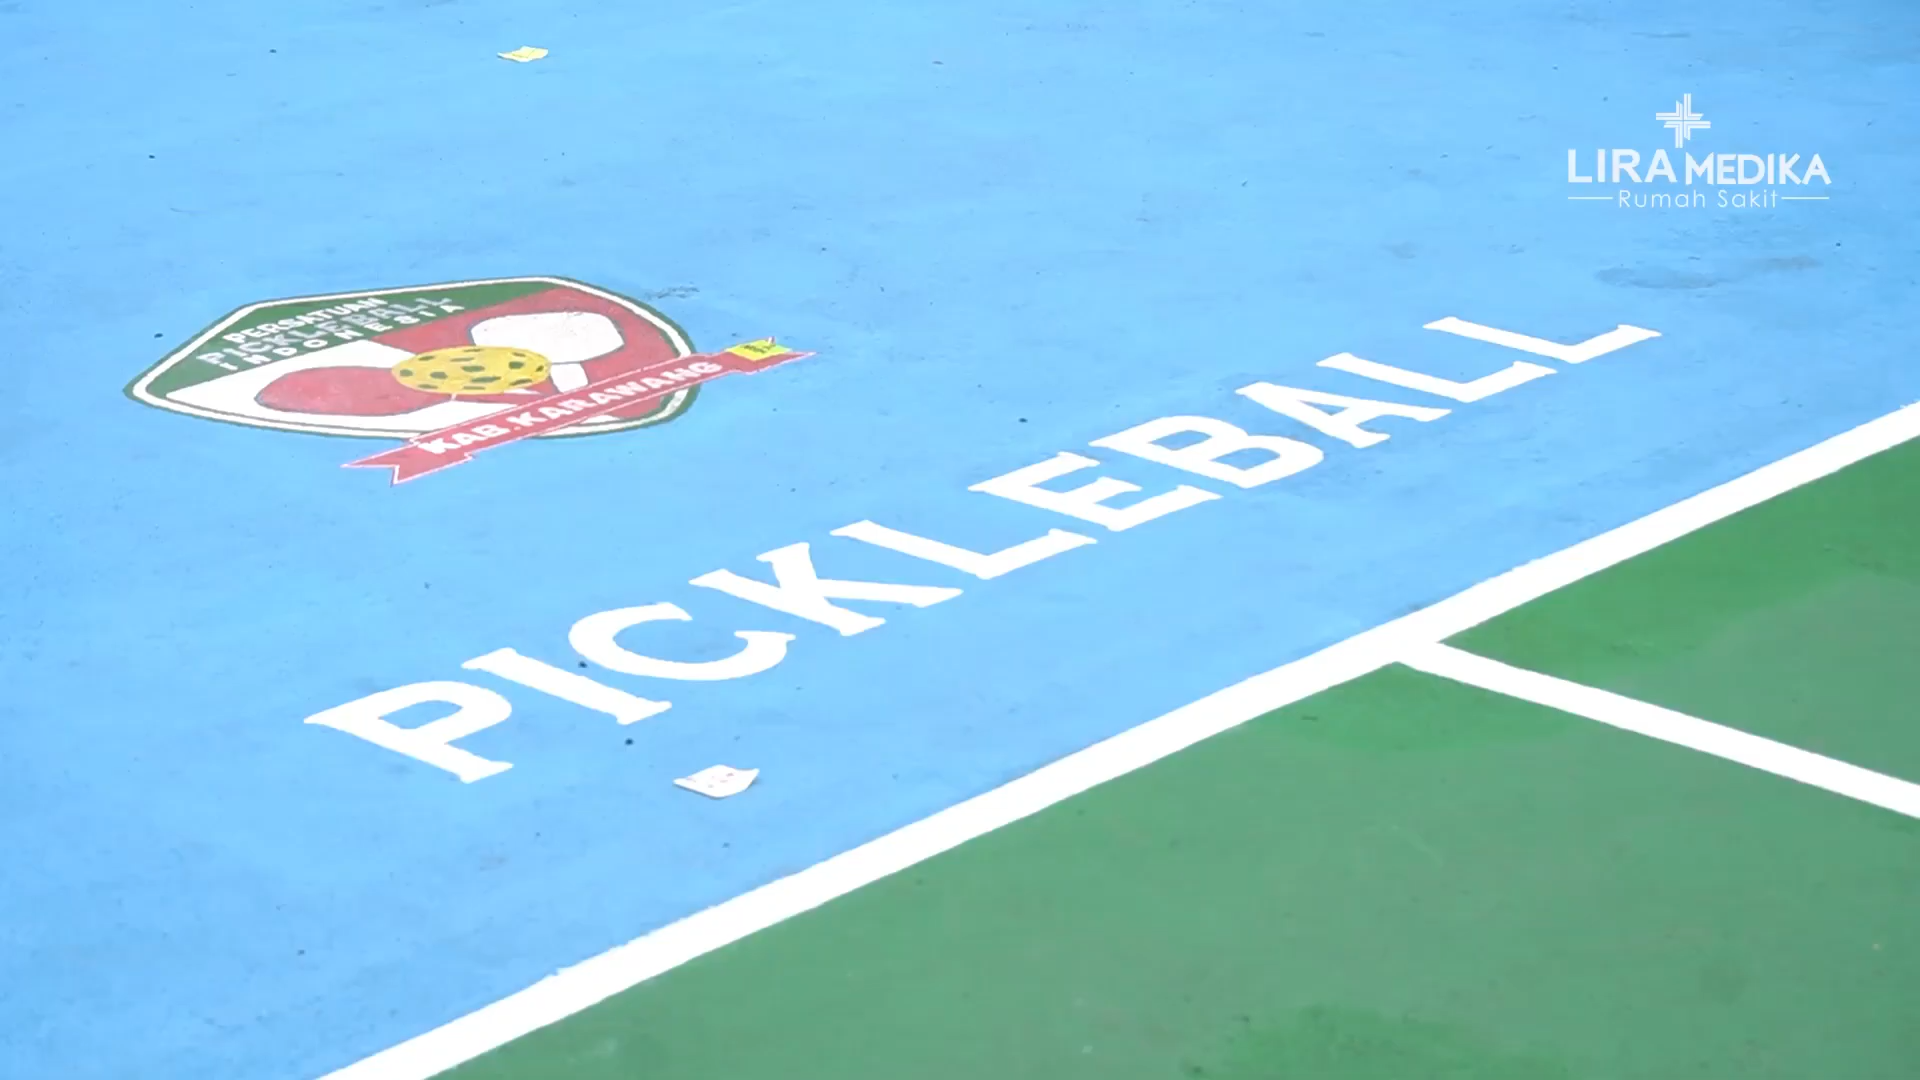 LIRA MEDIKA
Rumah Sakit
PERSATUAN
PICKLEBALL
INDONESIA
KAB. KARAWANG
PICKLEBALL